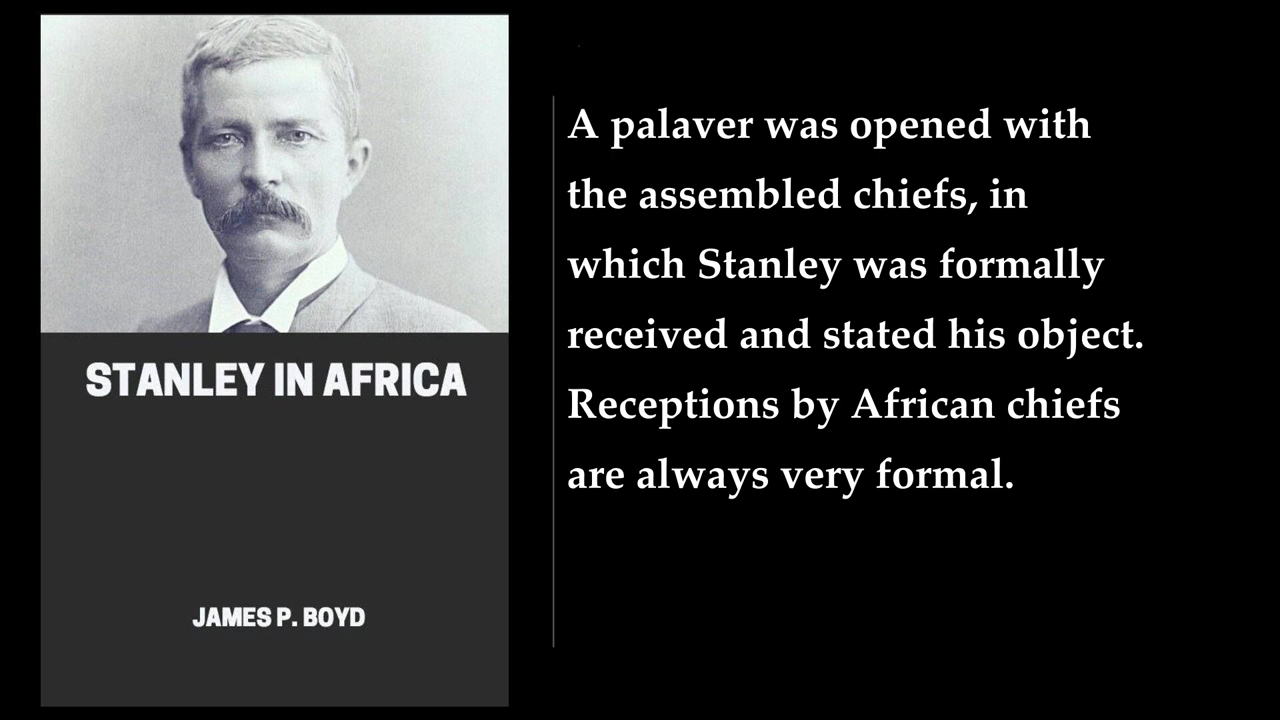 STANLEY IN AFRICA
JAMES P. BOYD
A palaver was opened with
the assembled chiefs, in
which Stanley was formally
received and stated his object.
Receptions by African chiefs
are always very formal.